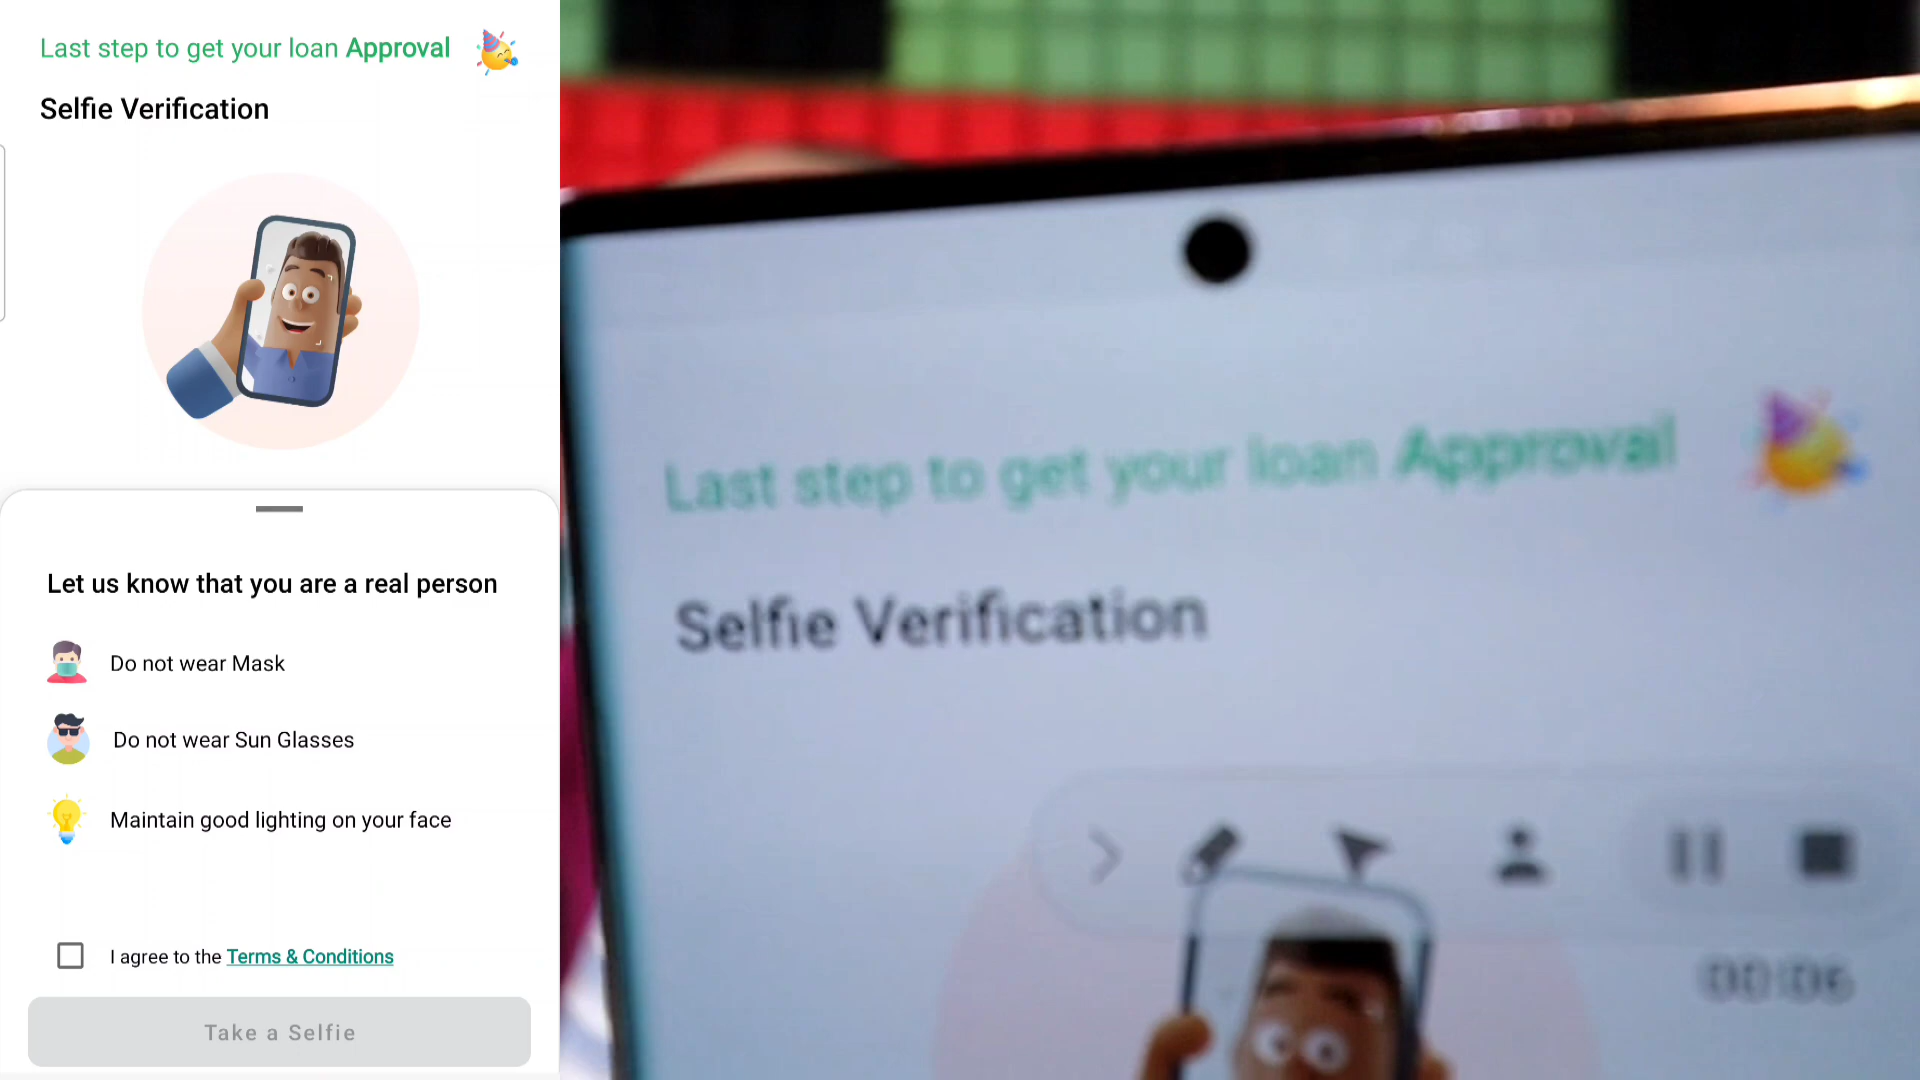 Last step to get your loan Approval
Selfie Verification
Let us know that you are a real person
Do not wear Mask
Do not wear Sun Glasses
Maintain good lighting on your face
I agree to the Terms & Conditions
Take a Selfie
Last step to get your loan Approval
Selfie Verification
00:06